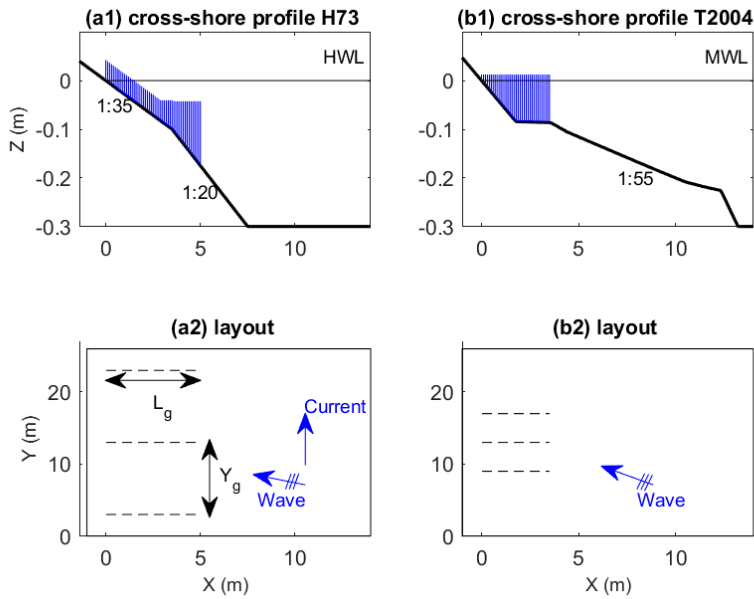 (a1) cross-shore profile H73
(b1) cross-shore profile T2004
HWL
MWL
Z (m)
0
-0.1
-0.2
-0.3
1:35
1:20
0 5 10
0
-0.1
-0.2
-0.3
1:55
0 5 10
(a2) layout
(b2) layout
Y (m)
20
10
0
L_g
Y_g
Current
Wave
0 5 10
X (m)
20
10
0
Wave
0 5 10
X (m)